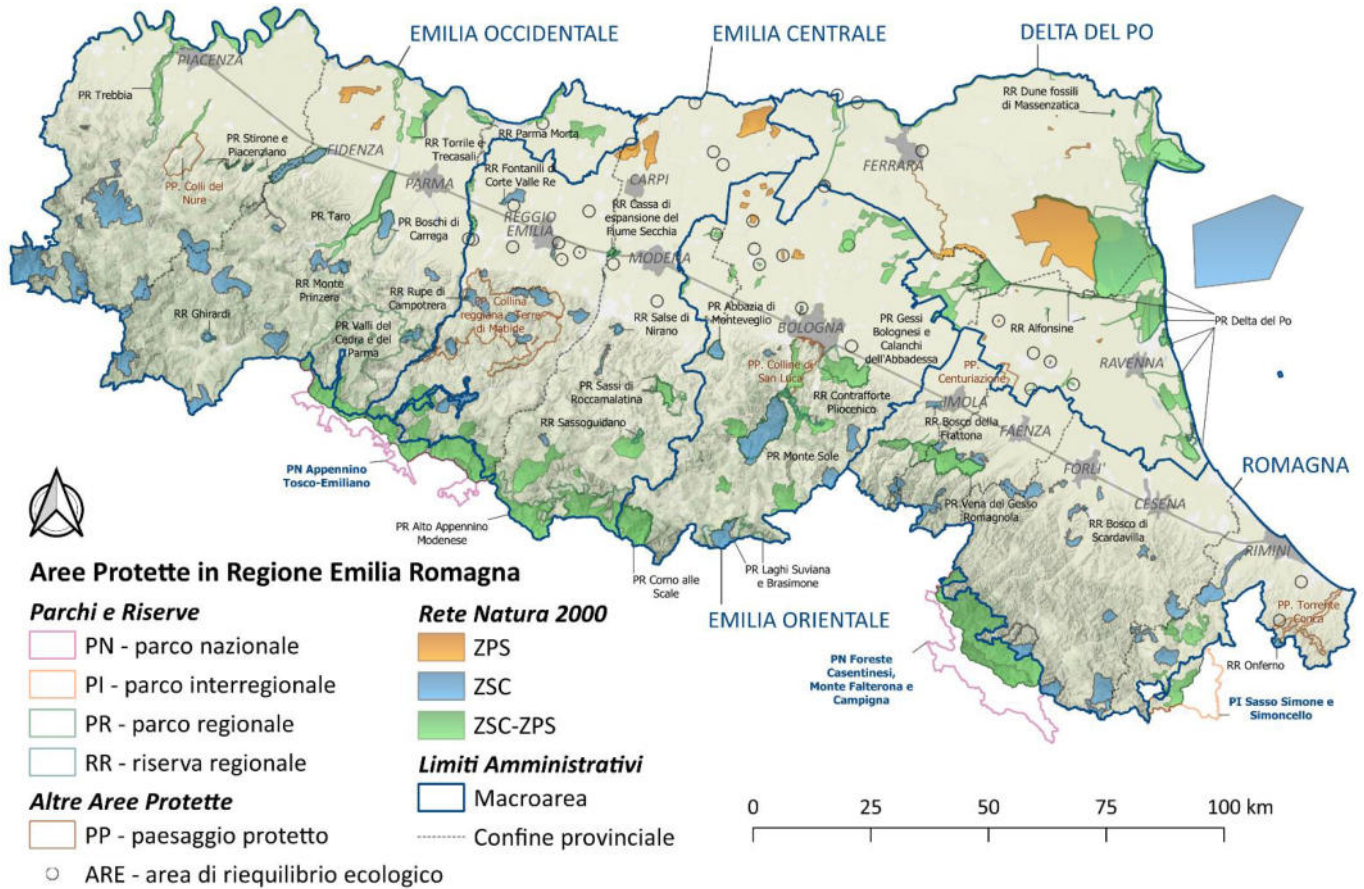 EMILIA OCCIDENTALE
EMILIA CENTRALE
DELTA DEL PO
PIACENZA
PR Trebbia
RR Dune fossili
di Massenzatica
PR Stirone e
Piacenziano
FIDENZA
RR Torrile e
Trecasali
RR Parma Morta
FERRARA
PP. Colli del
Nure
PARMA
RR Fontanili di
Corte Valle Re
CARPI
PR Taro
PR Boschi di
Carrega
REGGIO
EMILIA
RR Cassa di
espansione del
Fiume Secchia
MODENA
RR Monte
Prinzera
RR Rupe di
Campotrera
PP. Collina
reggiana - Terre
di Matilde
RR Salse di
Nirano
PR Abbazia di
Monteveglio
BOLOGNA
PR Gessi
Bolognesi e
Calanchi
dell'Abbadessa
RR Alfonsine
PR Delta del Po
RR Ghirardi
PR Valli del
Cedra e del
Parma
RAVENNA
PP. Colline di
San Luca
PP.
Centuriazione
PR Sassi di
Roccamalatina
RR Contrafforte
Pliocenico
IMOLA
RR Bosco della
Frattona
FAENZA
RR Sassoguidano
PR Monte Sole
FORLI'
ROMAGNA
PN Appennino
Tosco-Emiliano
CESENA
PR Vena del Gesso
Romagnola
RR Bosco di
Scardavilla
PR Alto Appennino
Modenese
RIMINI
PR Corno alle
Scale
PR Laghi Suviana
e Brasimone
EMILIA ORIENTALE
PP. Torrente
Conca
RR Onferno
PN Foreste
Casentinesi,
Monte Falterona e
Campigna
PI Sasso Simone e
Simoncello
Aree Protette in Regione Emilia Romagna
Parchi e Riserve
PN - parco nazionale
PI - parco interregionale
PR - parco regionale
RR - riserva regionale
Altre Aree Protette
PP - paesaggio protetto
ARE - area di riequilibrio ecologico
Rete Natura 2000
ZPS
ZSC
ZSC-ZPS
Limiti Amministrativi
Macroarea
Confine provinciale
0 25 50 75 100 km